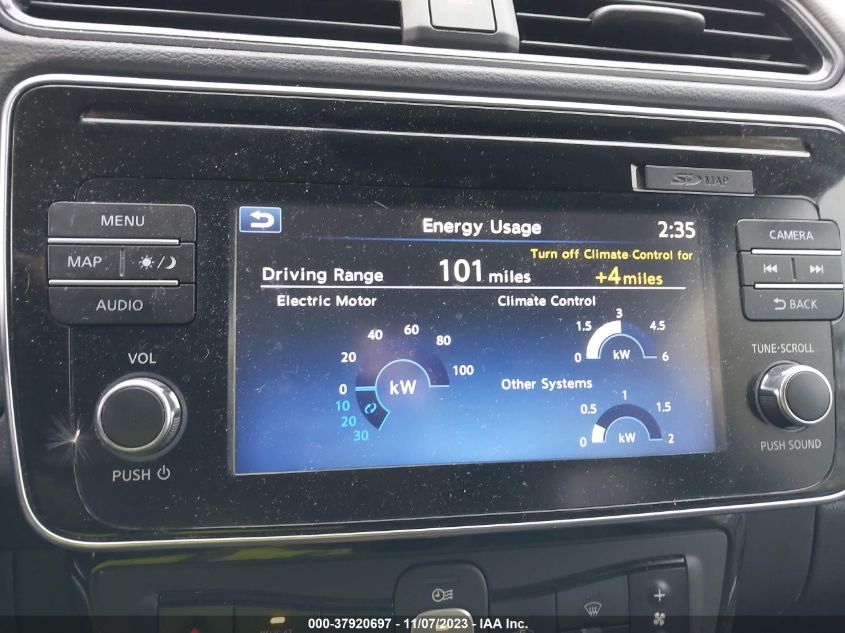 SD MAP
MENU
MAP
AUDIO
VOL
PUSH
Energy Usage 2:35
Turn off Climate Control for
Driving Range 101 miles +4 miles
Electric Motor Climate Control
0 20 40 60 80 100
kW
10
20
30
0 1.5 3 4.5 6
kW
Other Systems
0 0.5 1 1.5 2
kW
CAMERA
BACK
TUNE·SCROLL
PUSH SOUND
+
000-37920697 - 11/07/2023 - IAA Inc.